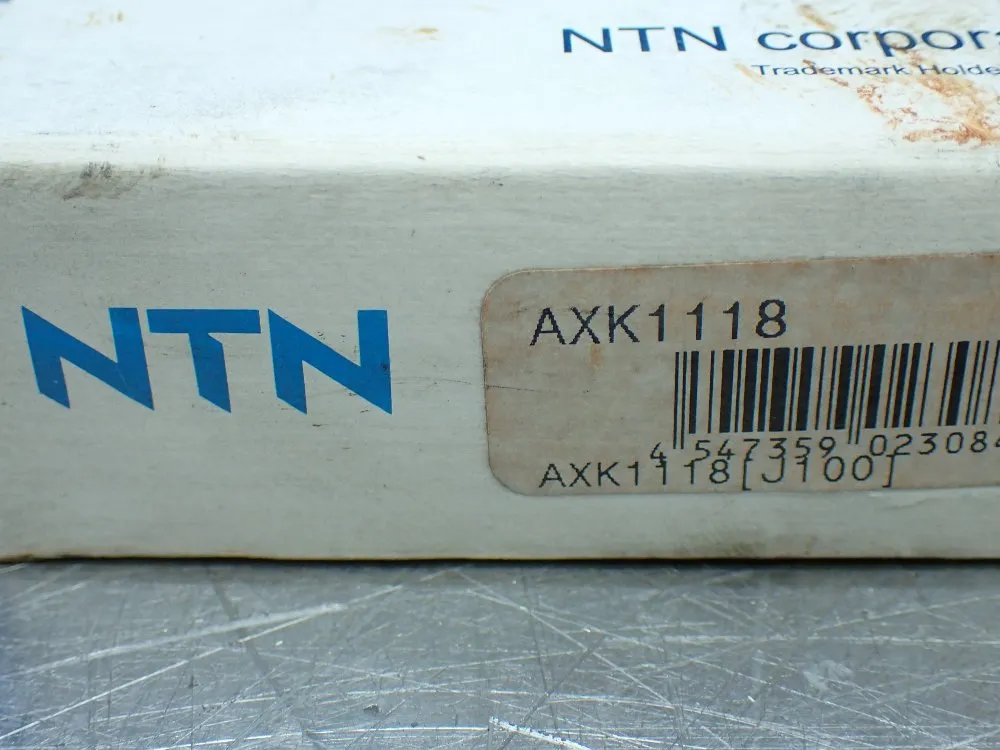 NTN corpor
Trademark Holde
NTN
AXK1118
4 547359 02308
AXK1118[J100]